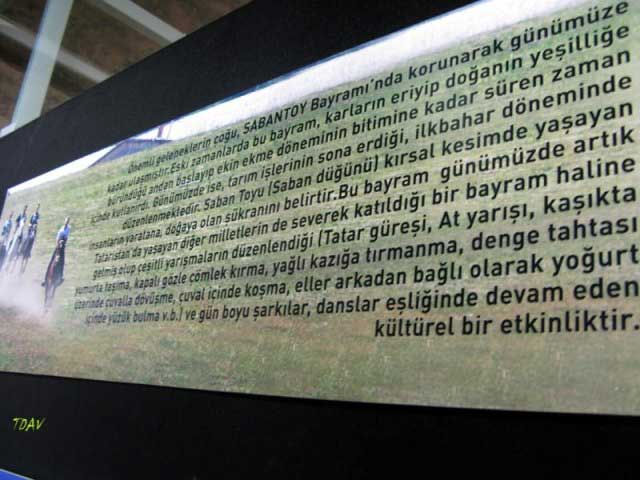 Önemli geleneklerin çoğu, SABANTOY Bayramı'nda korunarak günümüze
kadar ulaşmıştır.Eski zamanlarda bu bayram, karların eriyip doğanın yeşilliğe
büründüğü andan başlayıp ekin ekme döneminin bitimine kadar süren zaman
içinde kutlanırdı. Günümüzde ise, tarım işlerinin sona erdiği, ilkbahar döneminde
düzenlenmektedir. Saban Toyu (Saban düğünü) kırsal kesimde yaşayan
insanların yaratana, doğaya olan şükranını belirtir.Bu bayram günümüzde artık
Tatarıstan'da yaşayan diğer milletlerin de severek katıldığı bir bayram haline
gelmiş olup çeşitli yarışmaların düzenlendiği (Tatar güreşi, At yarışı, kaşıkta
yumurta taşıma, kapalı gözle çömlek kırma, yağlı kazığa tırmanma, denge tahtası
üzerinde çuvalla dövüşme, çuval içinde koşma, eller arkadan bağlı olarak yoğurt
içinde yüzük bulma v.b.) ve gün boyu şarkılar, danslar eşliğinde devam eden
kültürel bir etkinliktir.
TDAV